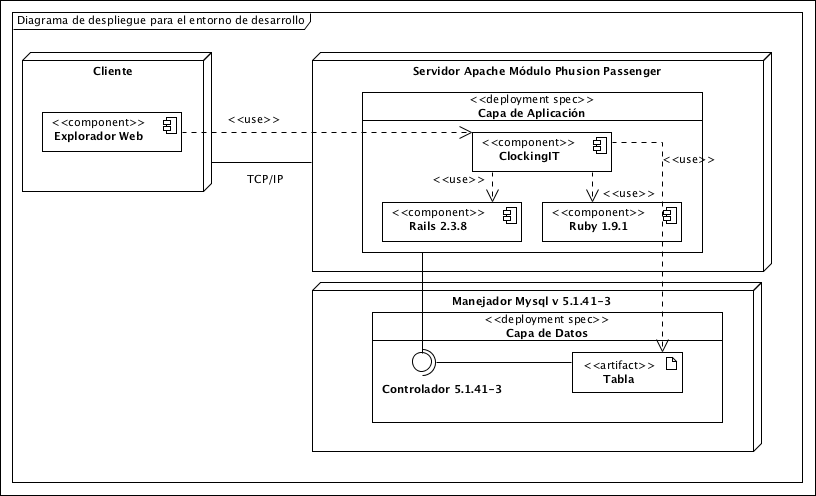 Diagrama de despliegue para el entorno de desarrollo
Cliente
<<component>>
Explorador Web
<<use>>
TCP/IP
Servidor Apache Módulo Phusion Passenger
<<deployment spec>>
Capa de Aplicación
<<component>>
ClockingIT
<<use>>
<<use>>
<<use>>
<<component>>
Rails 2.3.8
<<component>>
Ruby 1.9.1
Manejador Mysql v 5.1.41-3
<<deployment spec>>
Capa de Datos
<<artifact>>
Tabla
Controlador 5.1.41-3